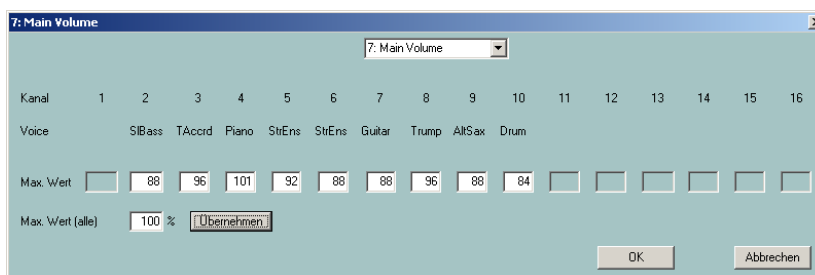 7: Main Volume
7: Main Volume
Kanal 1 2 3 4 5 6 7 8 9 10 11 12 13 14 15 16
Voice SlBass TAccrd Piano StrEns StrEns Guitar Trump AltSax Drum
Max. Wert 88 96 101 92 88 88 96 88 84
Max. Wert (alle) 100 % Übernehmen
OK Abbrechen